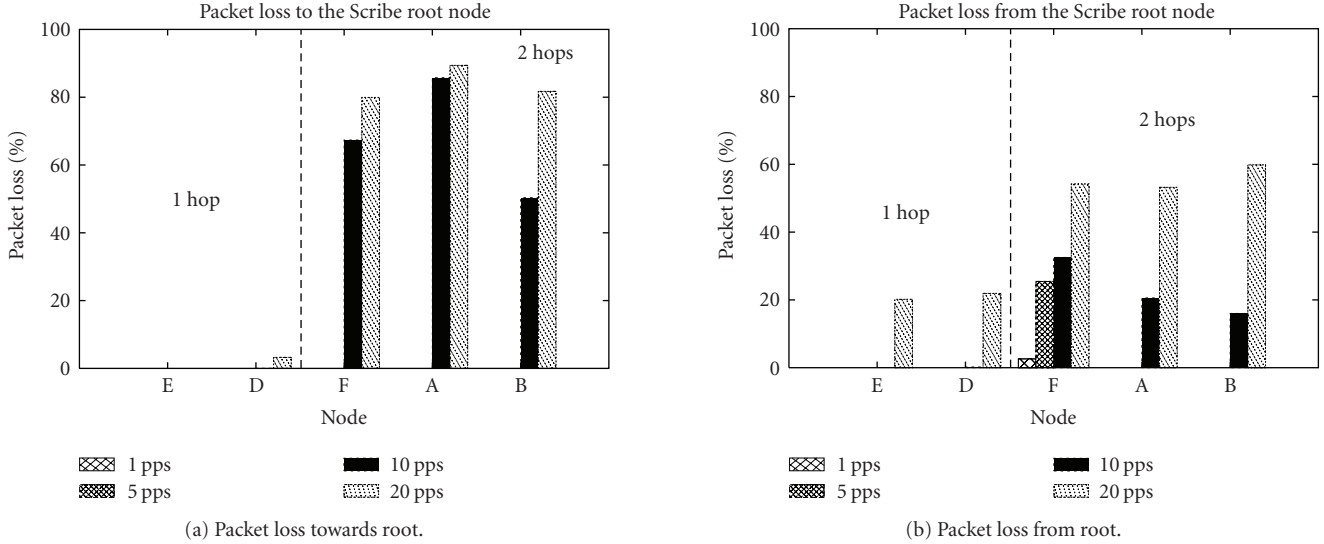 Packet loss to the Scribe root node
100
80
60
40
20
0
Packet loss (%)
1 hop
2 hops
E D F A B
Node
1 pps
5 pps
10 pps
20 pps
(a) Packet loss towards root.
Packet loss from the Scribe root node
100
80
60
40
20
0
Packet loss (%)
1 hop
2 hops
E D F A B
Node
1 pps
5 pps
10 pps
20 pps
(b) Packet loss from root.